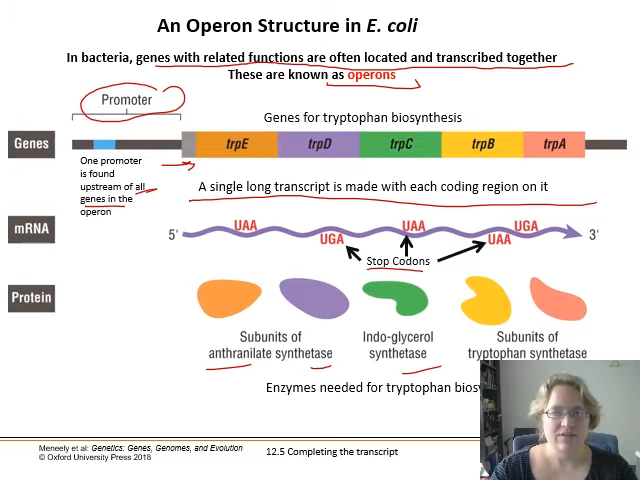 An Operon Structure in E. coli
In bacteria, genes with related functions are often located and transcribed together
These are known as operons
Promoter
Genes for tryptophan biosynthesis
Genes
trpE trpD trpC trpB trpA
One promoter
is found
upstream of all
genes in the
operon
A single long transcript is made with each coding region on it
mRNA
5' UAA UGA UAA UAA UGA 3'
Stop Codons
Protein
Subunits of
anthranilate synthetase
Indo-glycerol
synthetase
Subunits of
tryptophan synthetase
Enzymes needed for tryptophan
Meneely et al: Genetics: Genes, Genomes, and Evolution
© Oxford University Press 2018
12.5 Completing the transcript